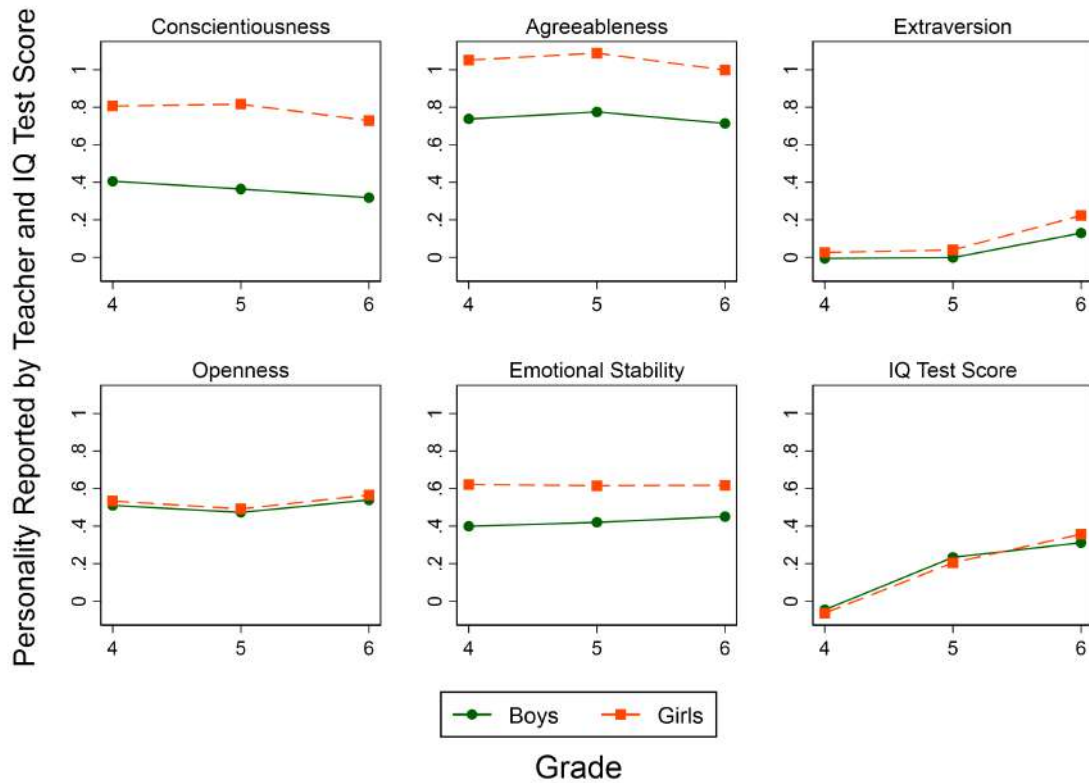 Personality Reported by Teacher and IQ Test Score
Conscientiousness
0 .2 .4 .6 .8 1
4 5 6
Agreeableness
0 .2 .4 .6 .8 1
4 5 6
Extraversion
0 .2 .4 .6 .8 1
4 5 6
Openness
0 .2 .4 .6 .8 1
4 5 6
Emotional Stability
0 .2 .4 .6 .8 1
4 5 6
IQ Test Score
0 .2 .4 .6 .8 1
4 5 6
Boys Girls
Grade